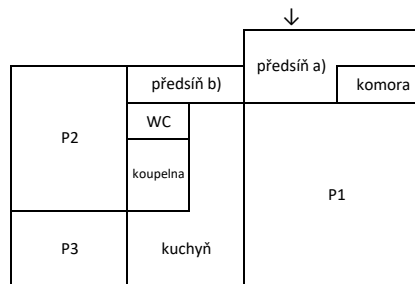 předsíň a)
předsíň b)
komora
WC
P2
koupelna
P1
P3
kuchyň